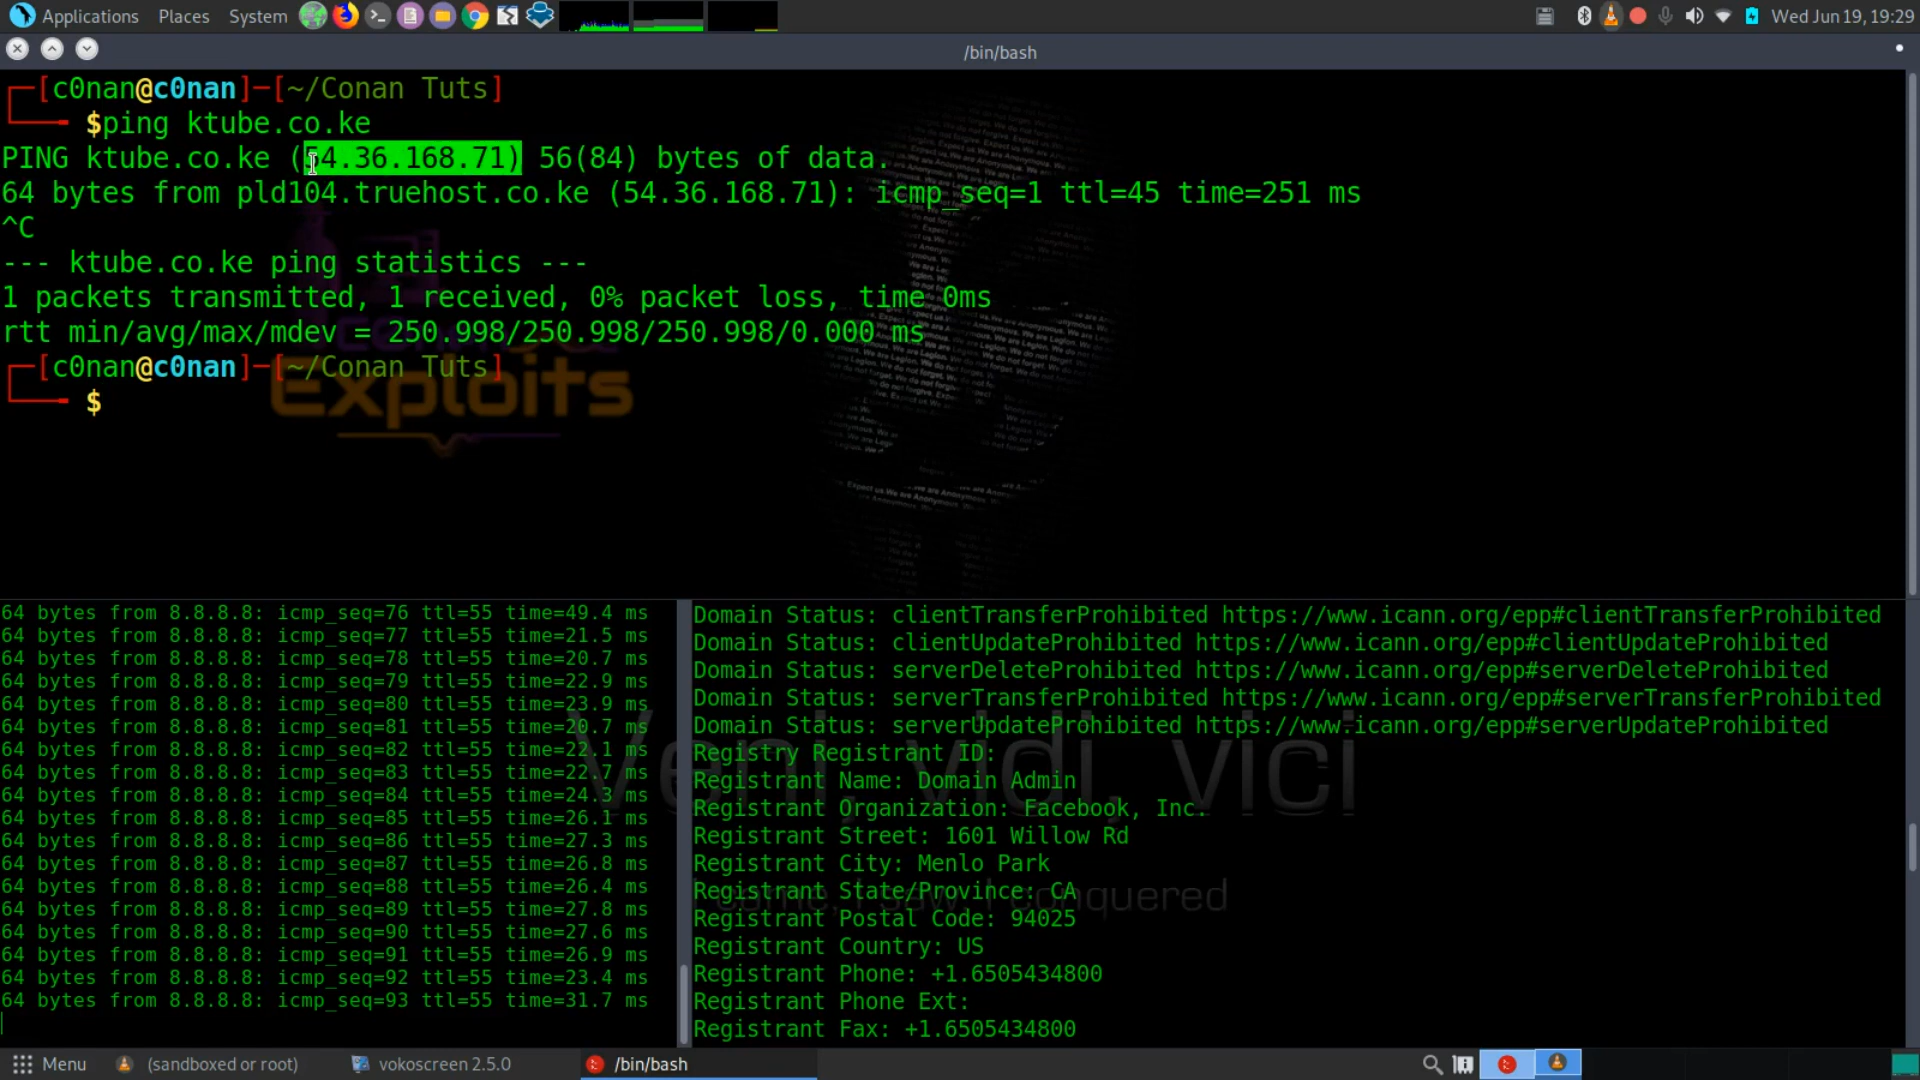 Applications Places System
Wed Jun 19, 19:29
/bin/bash
┌─[c0nan@c0nan]─[~/Conan Tuts]
└──╼ $ping ktube.co.ke
PING ktube.co.ke (54.36.168.71) 56(84) bytes of data.
64 bytes from pld104.truehost.co.ke (54.36.168.71): icmp_seq=1 ttl=45 time=251 ms
^C
--- ktube.co.ke ping statistics ---
1 packets transmitted, 1 received, 0% packet loss, time 0ms
rtt min/avg/max/mdev = 250.998/250.998/250.998/0.000 ms
┌─[c0nan@c0nan]─[~/Conan Tuts]
└──╼ $
Exploits
64 bytes from 8.8.8.8: icmp_seq=76 ttl=55 time=49.4 ms
64 bytes from 8.8.8.8: icmp_seq=77 ttl=55 time=21.5 ms
64 bytes from 8.8.8.8: icmp_seq=78 ttl=55 time=20.7 ms
64 bytes from 8.8.8.8: icmp_seq=79 ttl=55 time=22.9 ms
64 bytes from 8.8.8.8: icmp_seq=80 ttl=55 time=23.9 ms
64 bytes from 8.8.8.8: icmp_seq=81 ttl=55 time=20.7 ms
64 bytes from 8.8.8.8: icmp_seq=82 ttl=55 time=22.1 ms
64 bytes from 8.8.8.8: icmp_seq=83 ttl=55 time=22.7 ms
64 bytes from 8.8.8.8: icmp_seq=84 ttl=55 time=24.3 ms
64 bytes from 8.8.8.8: icmp_seq=85 ttl=55 time=26.1 ms
64 bytes from 8.8.8.8: icmp_seq=86 ttl=55 time=27.3 ms
64 bytes from 8.8.8.8: icmp_seq=87 ttl=55 time=26.8 ms
64 bytes from 8.8.8.8: icmp_seq=88 ttl=55 time=26.4 ms
64 bytes from 8.8.8.8: icmp_seq=89 ttl=55 time=27.8 ms
64 bytes from 8.8.8.8: icmp_seq=90 ttl=55 time=27.6 ms
64 bytes from 8.8.8.8: icmp_seq=91 ttl=55 time=26.9 ms
64 bytes from 8.8.8.8: icmp_seq=92 ttl=55 time=23.4 ms
64 bytes from 8.8.8.8: icmp_seq=93 ttl=55 time=31.7 ms
Domain Status: clientTransferProhibited https://www.icann.org/epp#clientTransferProhibited
Domain Status: clientUpdateProhibited https://www.icann.org/epp#clientUpdateProhibited
Domain Status: serverDeleteProhibited https://www.icann.org/epp#serverDeleteProhibited
Domain Status: serverTransferProhibited https://www.icann.org/epp#serverTransferProhibited
Domain Status: serverUpdateProhibited https://www.icann.org/epp#serverUpdateProhibited
Registry Registrant ID:
Registrant Name: Domain Admin
Registrant Organization: Facebook, Inc.
Registrant Street: 1601 Willow Rd
Registrant City: Menlo Park
Registrant State/Province: CA
Registrant Postal Code: 94025
Registrant Country: US
Registrant Phone: +1.6505434800
Registrant Phone Ext:
Registrant Fax: +1.6505434800
Veni, vidi, vici
I came, I saw, I conquered
Menu (sandboxed or root) vokoscreen 2.5.0 /bin/bash